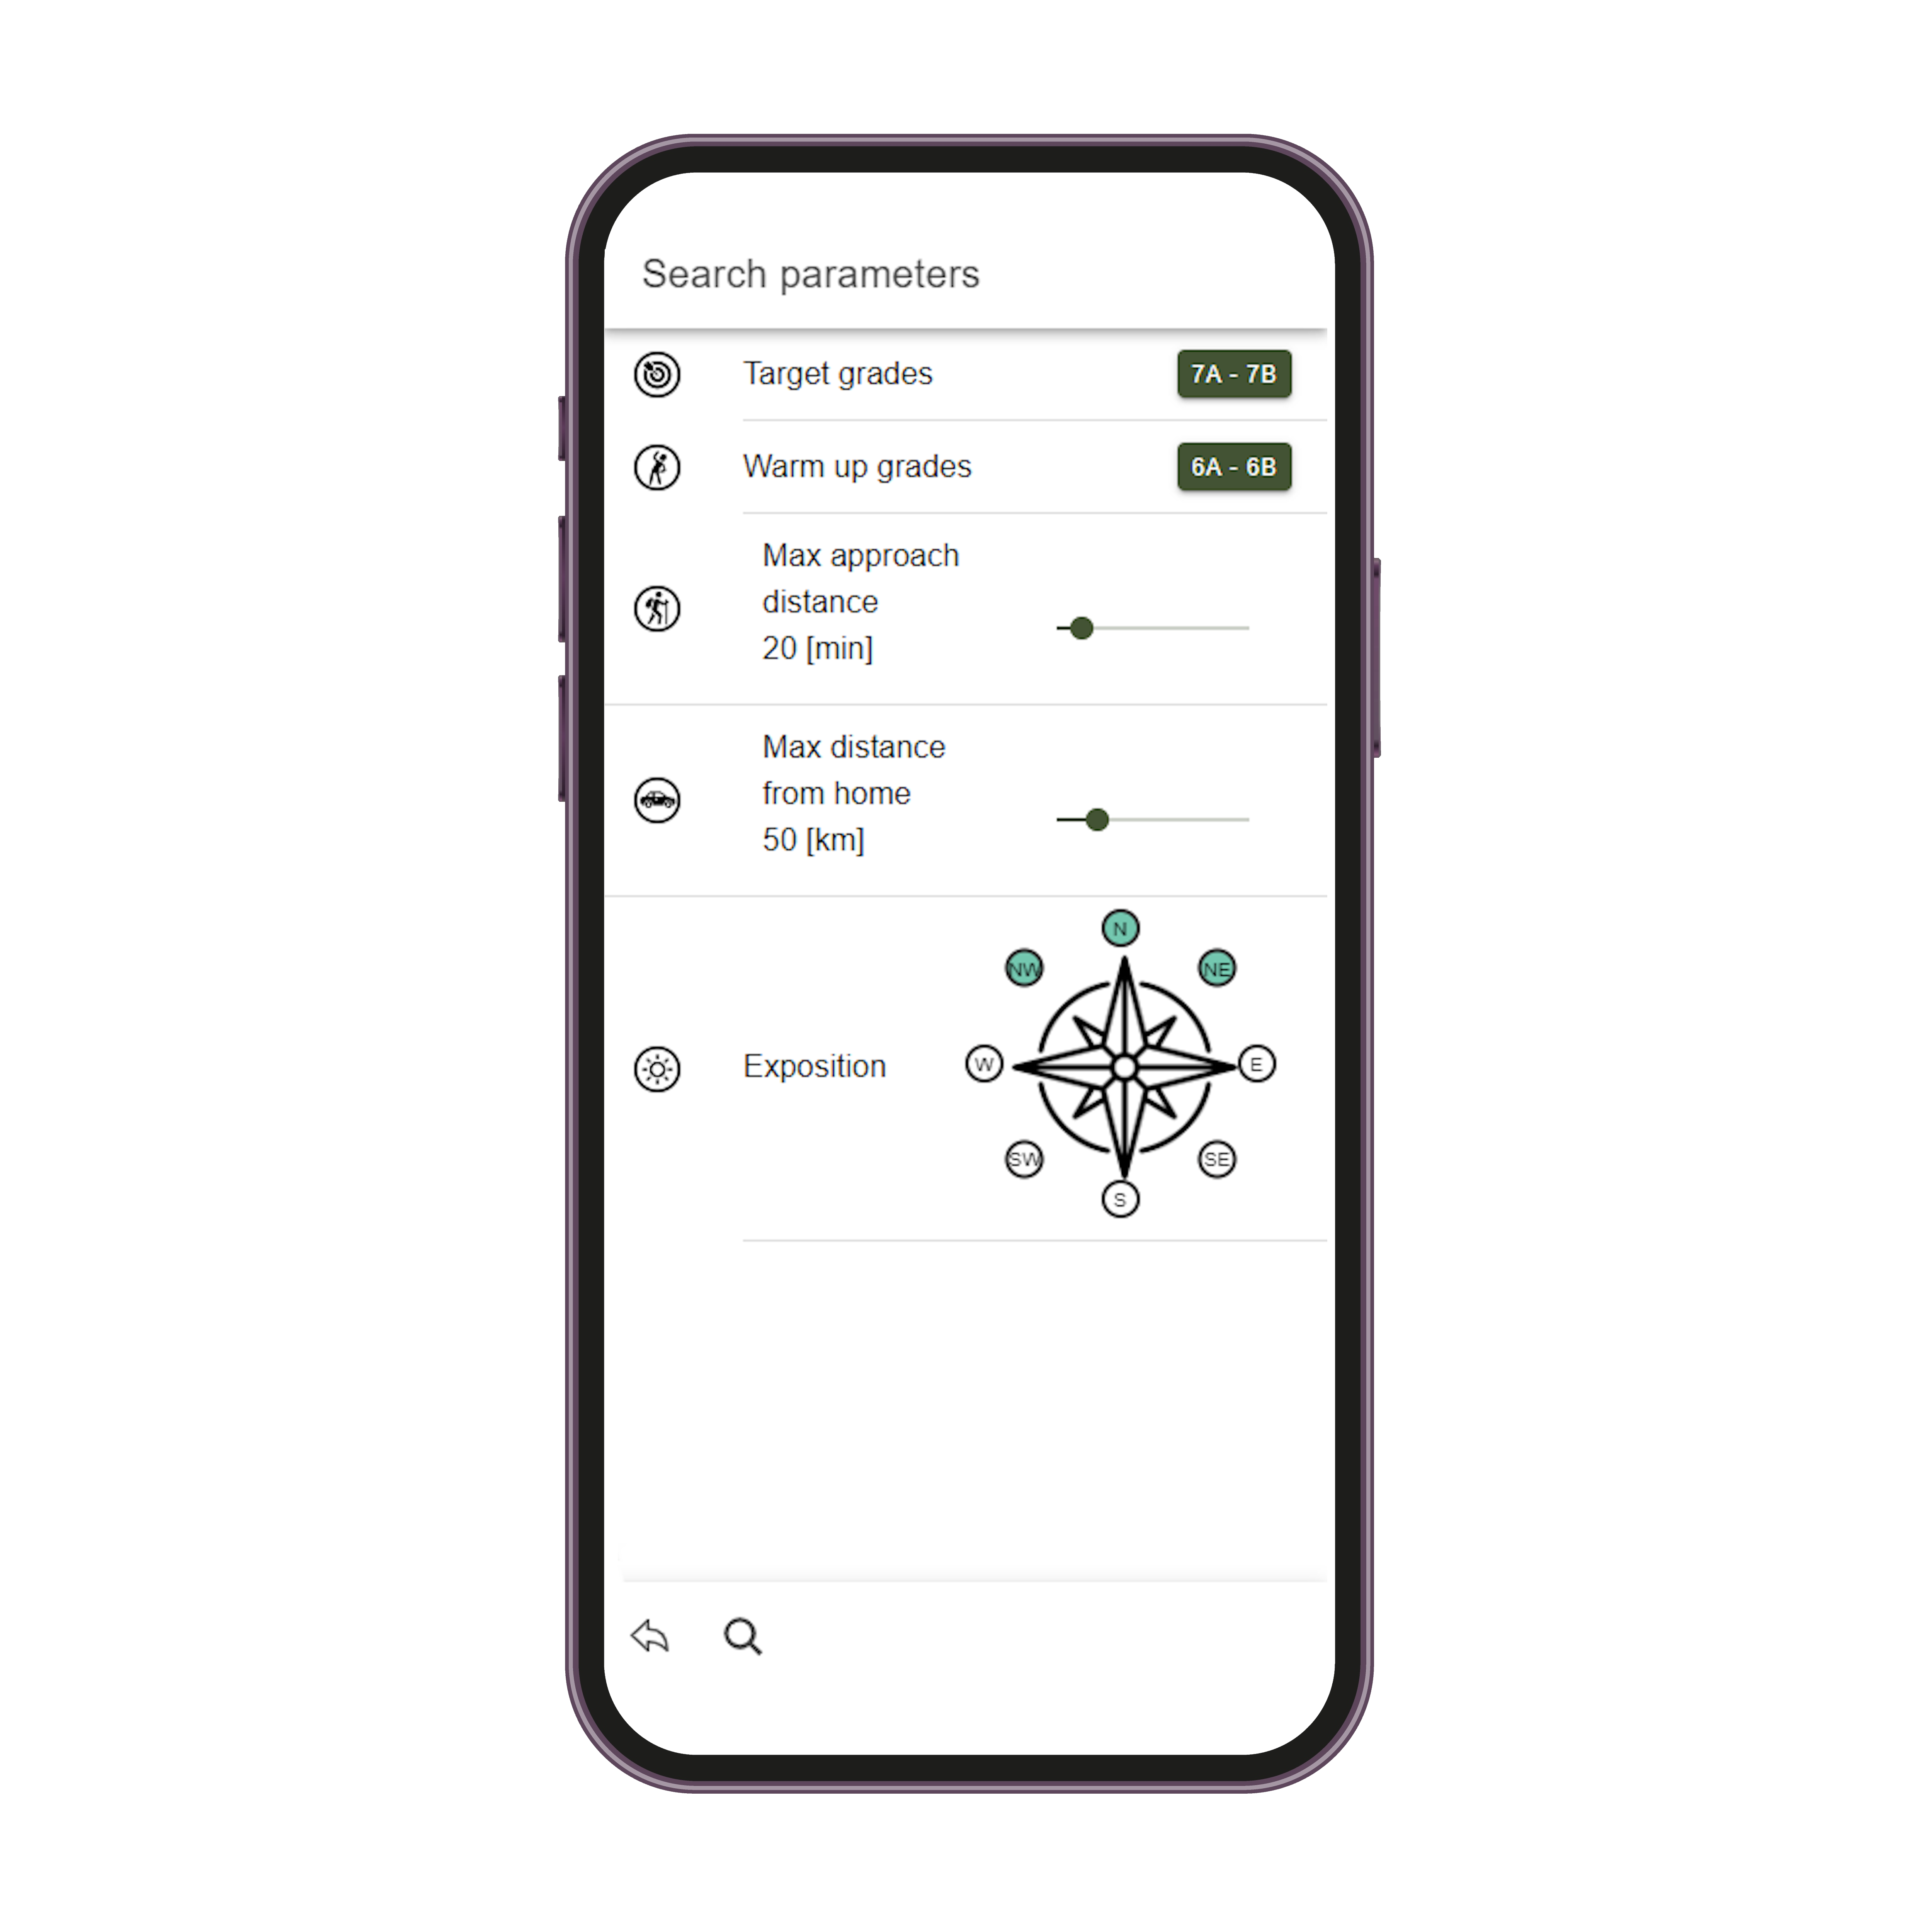 Search parameters
Target grades 7A - 7B
Warm up grades 6A - 6B
Max approach
distance
20 [min]
Max distance
from home
50 [km]
N
NW NE
Exposition W E
SW SE
S